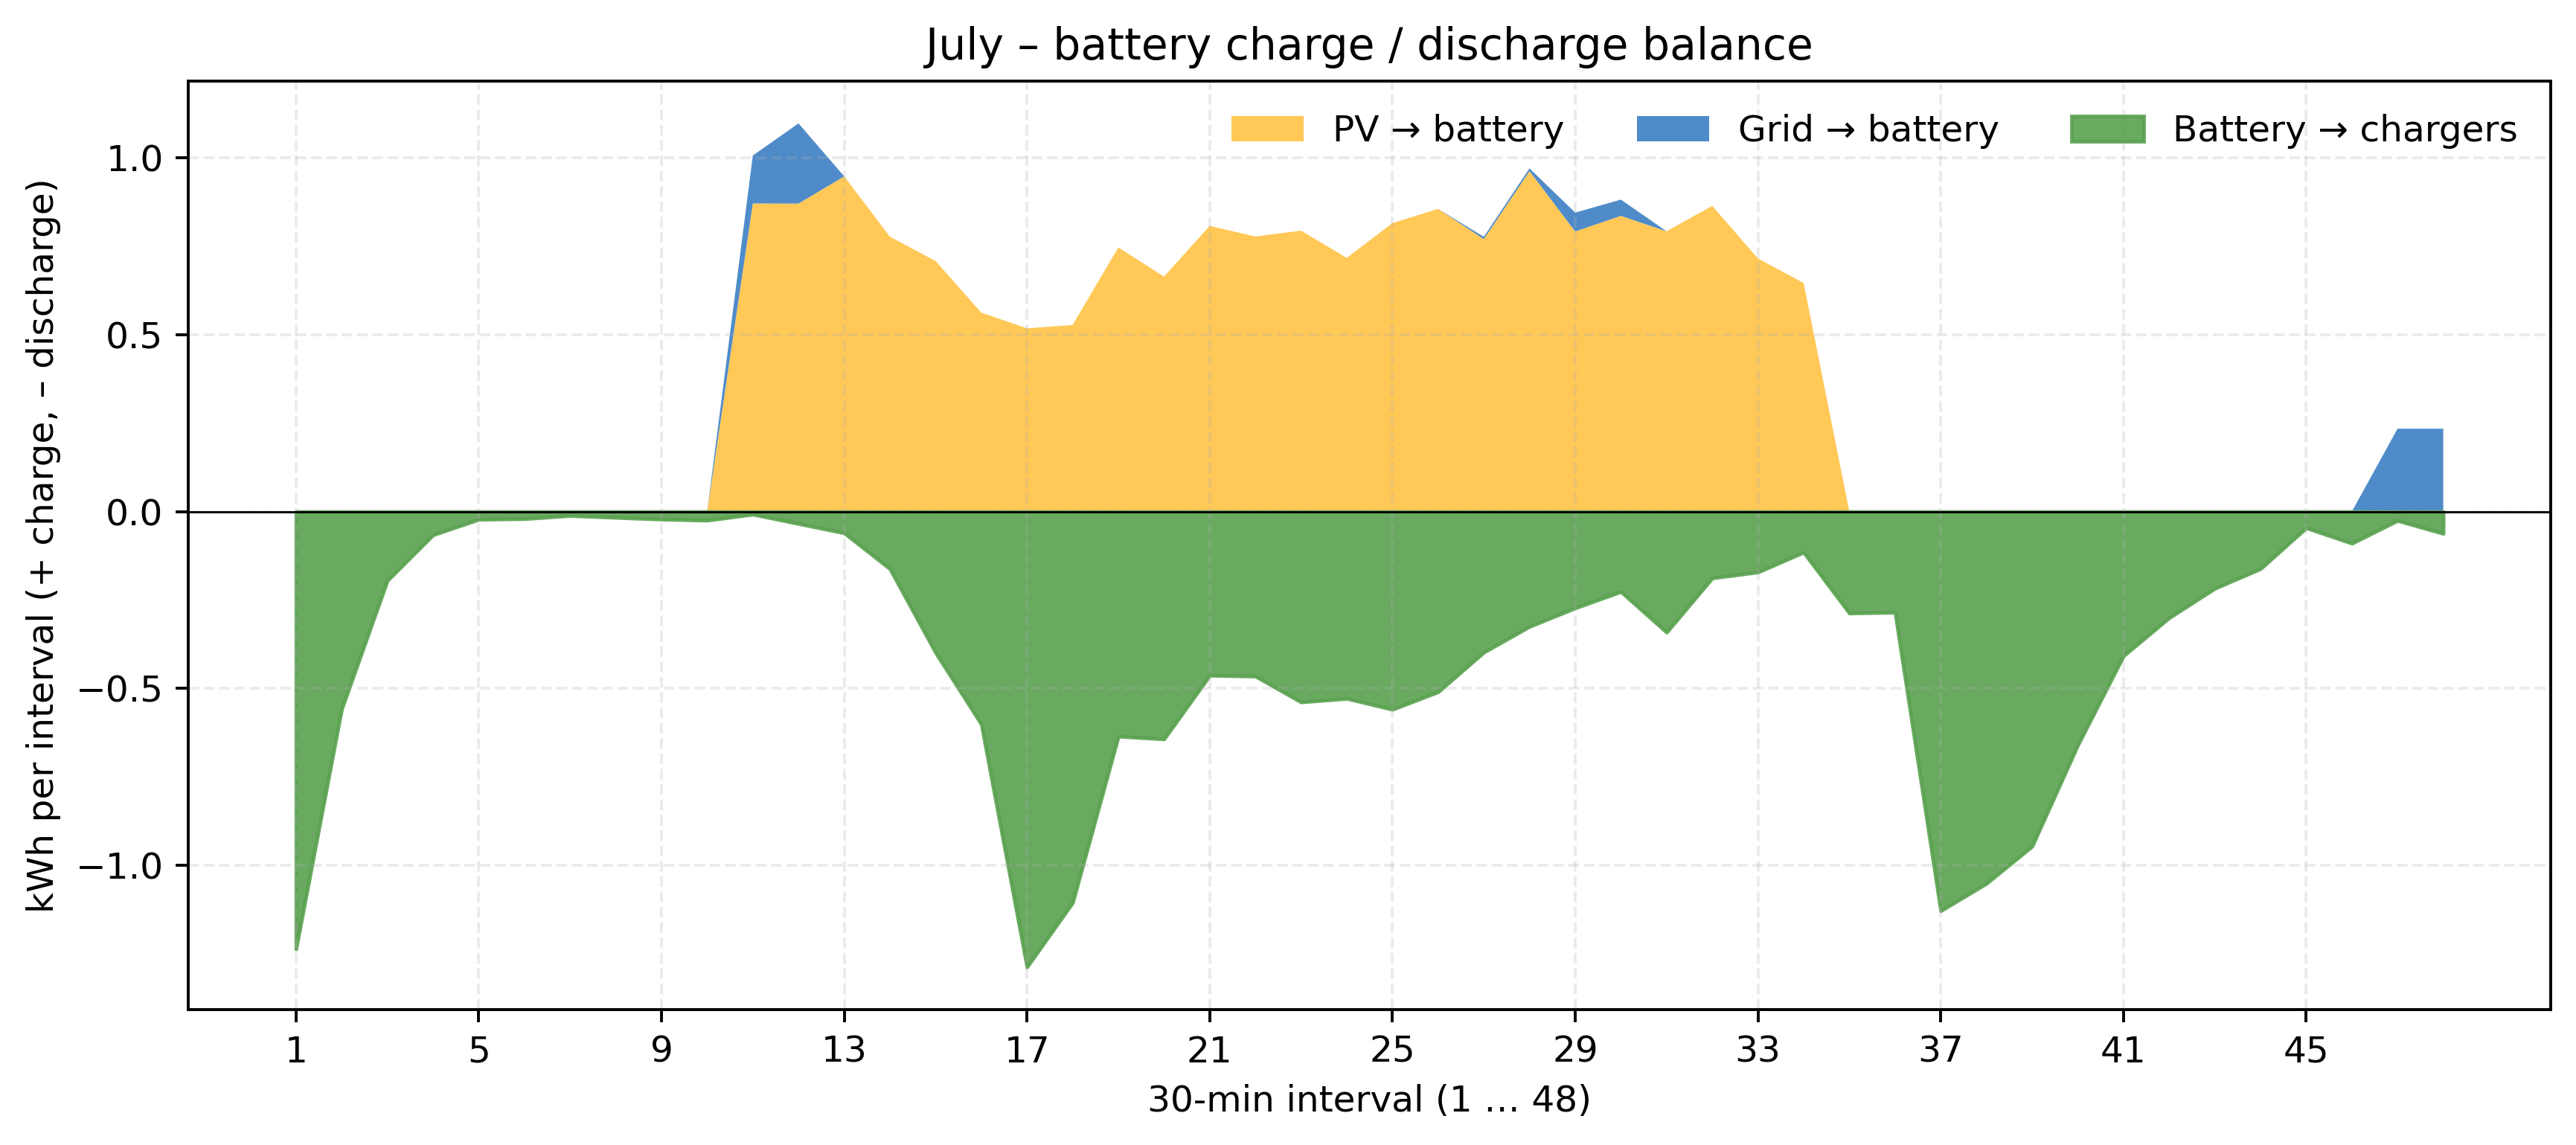 July – battery charge / discharge balance
PV → battery Grid → battery Battery → chargers
kWh per interval (+ charge, – discharge)
1.0
0.5
0.0
−0.5
−1.0
1 5 9 13 17 21 25 29 33 37 41 45
30-min interval (1 … 48)